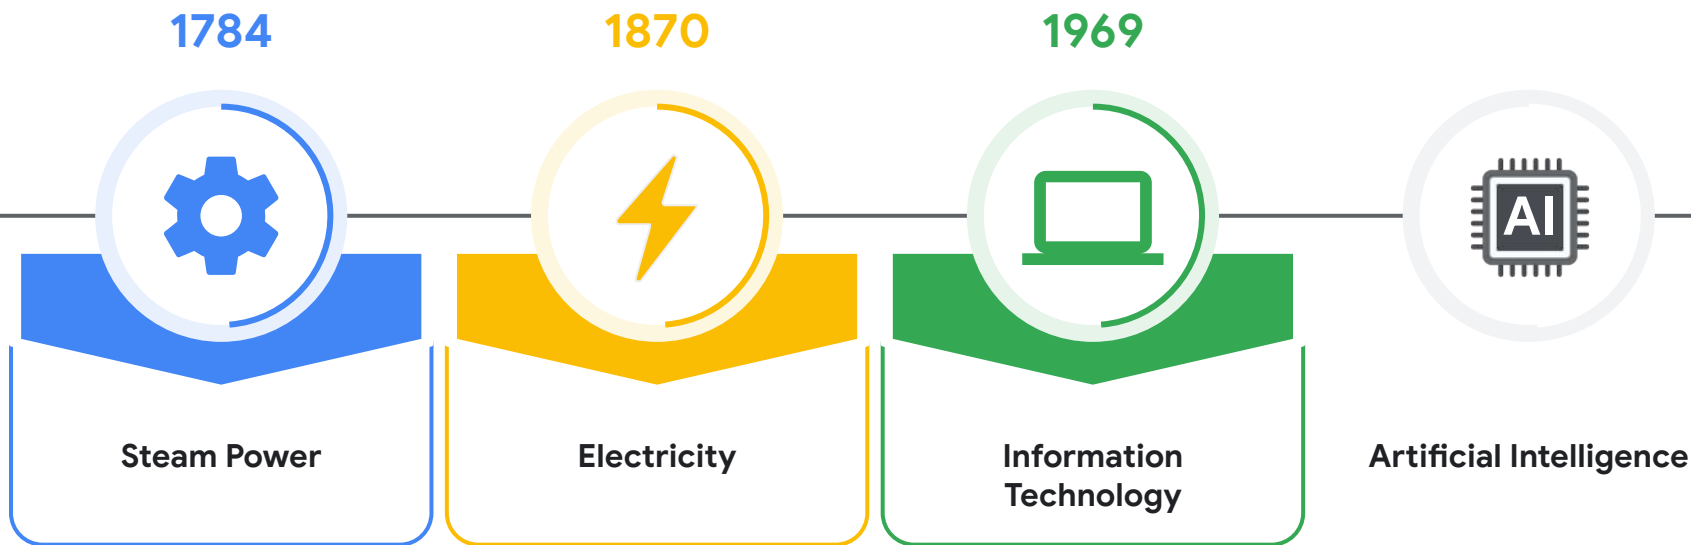 1784
1870
1969
AI
Steam Power
Electricity
Information
Technology
Artificial Intelligence